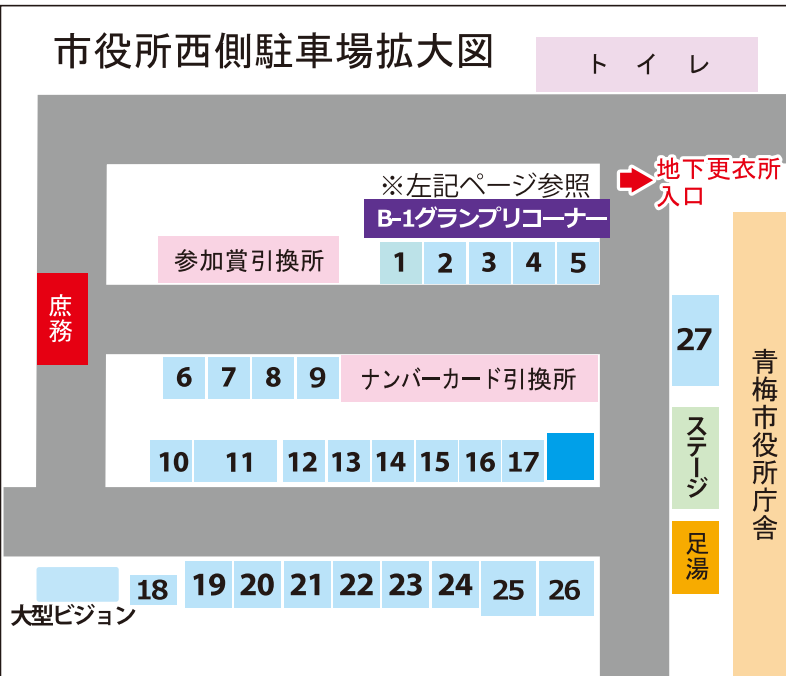 市役所西側駐車場拡大図
トイレ
地下更衣所
入口
※左記ページ参照
B-1グランプリコーナー
参加賞引換所
1 2 3 4 5
庶務
27
6 7 8 9 ナンバーカード引換所
青梅市役所庁舎
ステージ
10 11 12 13 14 15 16 17
足湯
18 19 20 21 22 23 24 25 26
大型ビジョン